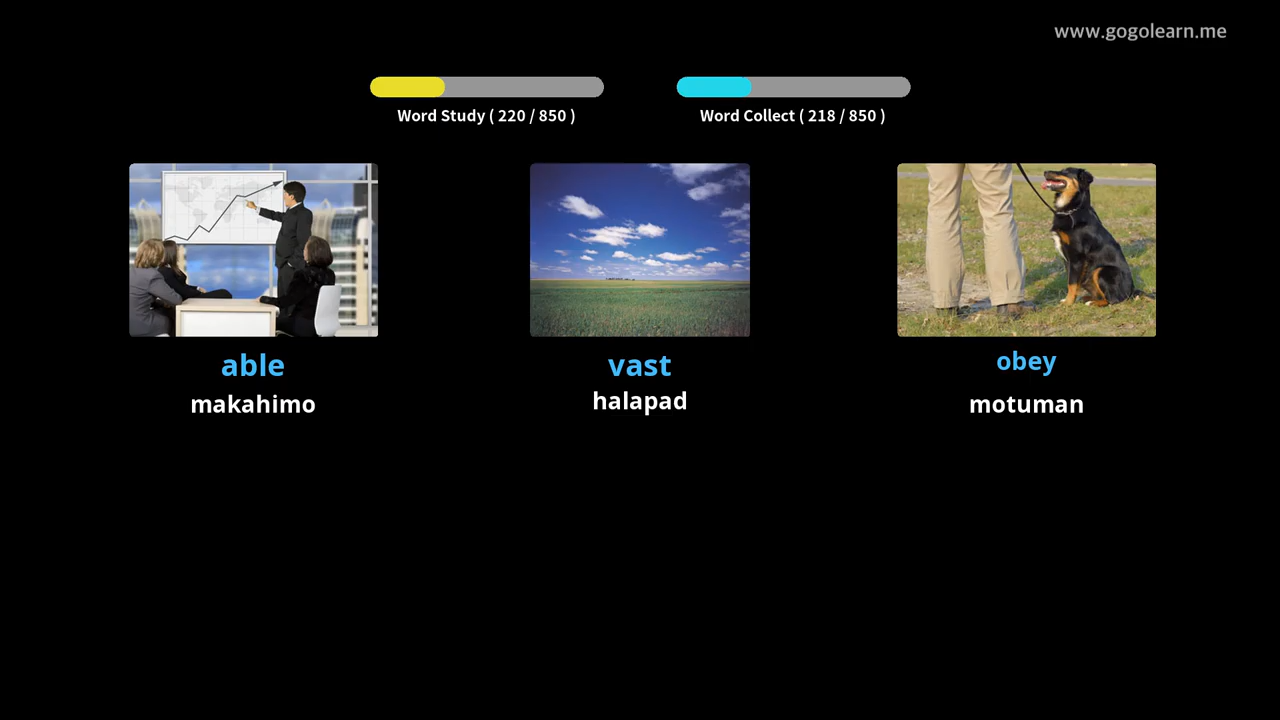 www.gogolearn.me
Word Study ( 220 / 850 )
Word Collect ( 218 / 850 )
able
makahimo
vast
halapad
obey
motuman